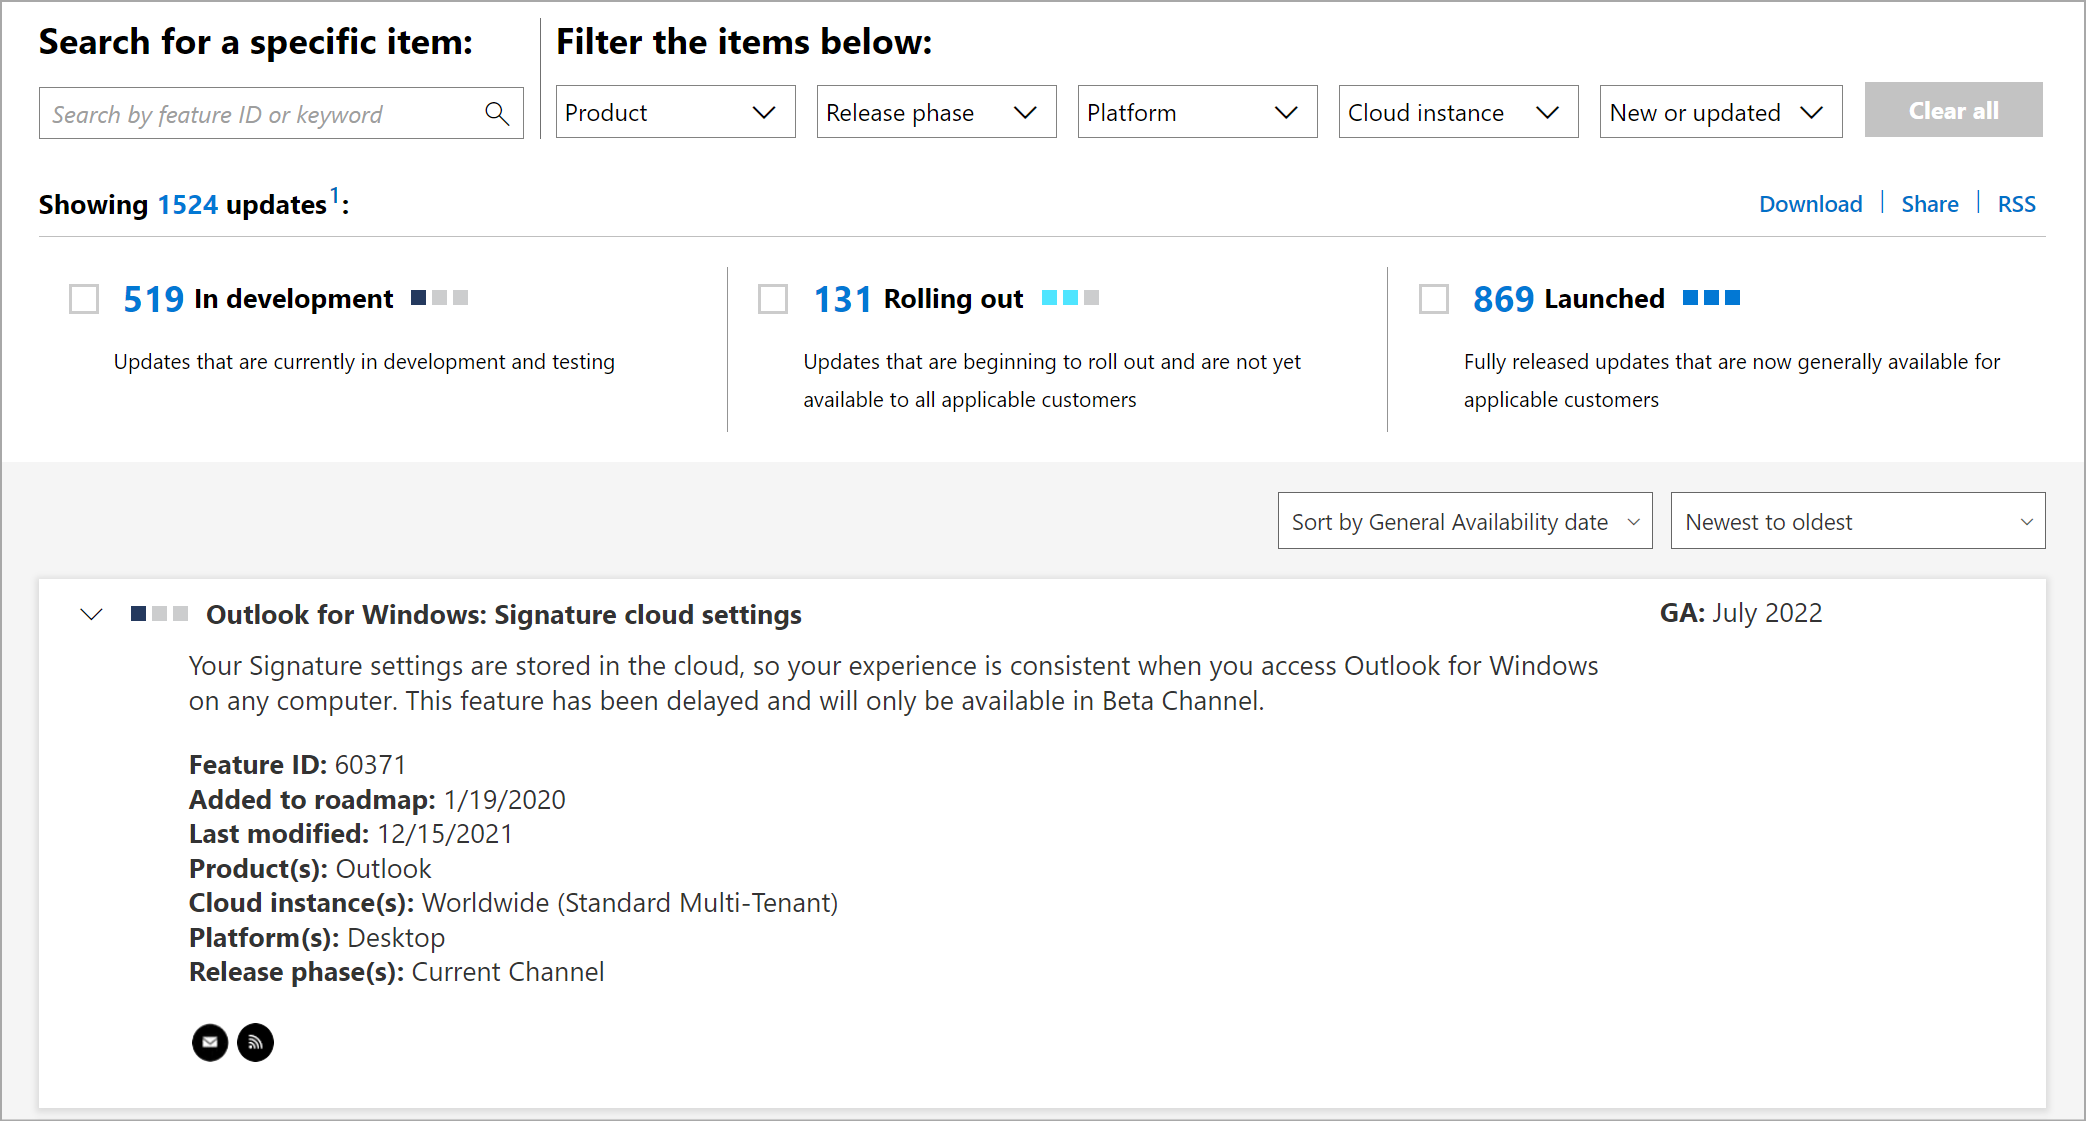 Search for a specific item:
Filter the items below:
Search by feature ID or keyword
Product
Release phase
Platform
Cloud instance
New or updated
Clear all
Showing 1524 updates1:
Download | Share | RSS
519 In development
Updates that are currently in development and testing
131 Rolling out
Updates that are beginning to roll out and are not yet
available to all applicable customers
869 Launched
Fully released updates that are now generally available for
applicable customers
Sort by General Availability date
Newest to oldest
Outlook for Windows: Signature cloud settings
GA: July 2022
Your Signature settings are stored in the cloud, so your experience is consistent when you access Outlook for Windows
on any computer. This feature has been delayed and will only be available in Beta Channel.
Feature ID: 60371
Added to roadmap: 1/19/2020
Last modified: 12/15/2021
Product(s): Outlook
Cloud instance(s): Worldwide (Standard Multi-Tenant)
Platform(s): Desktop
Release phase(s): Current Channel